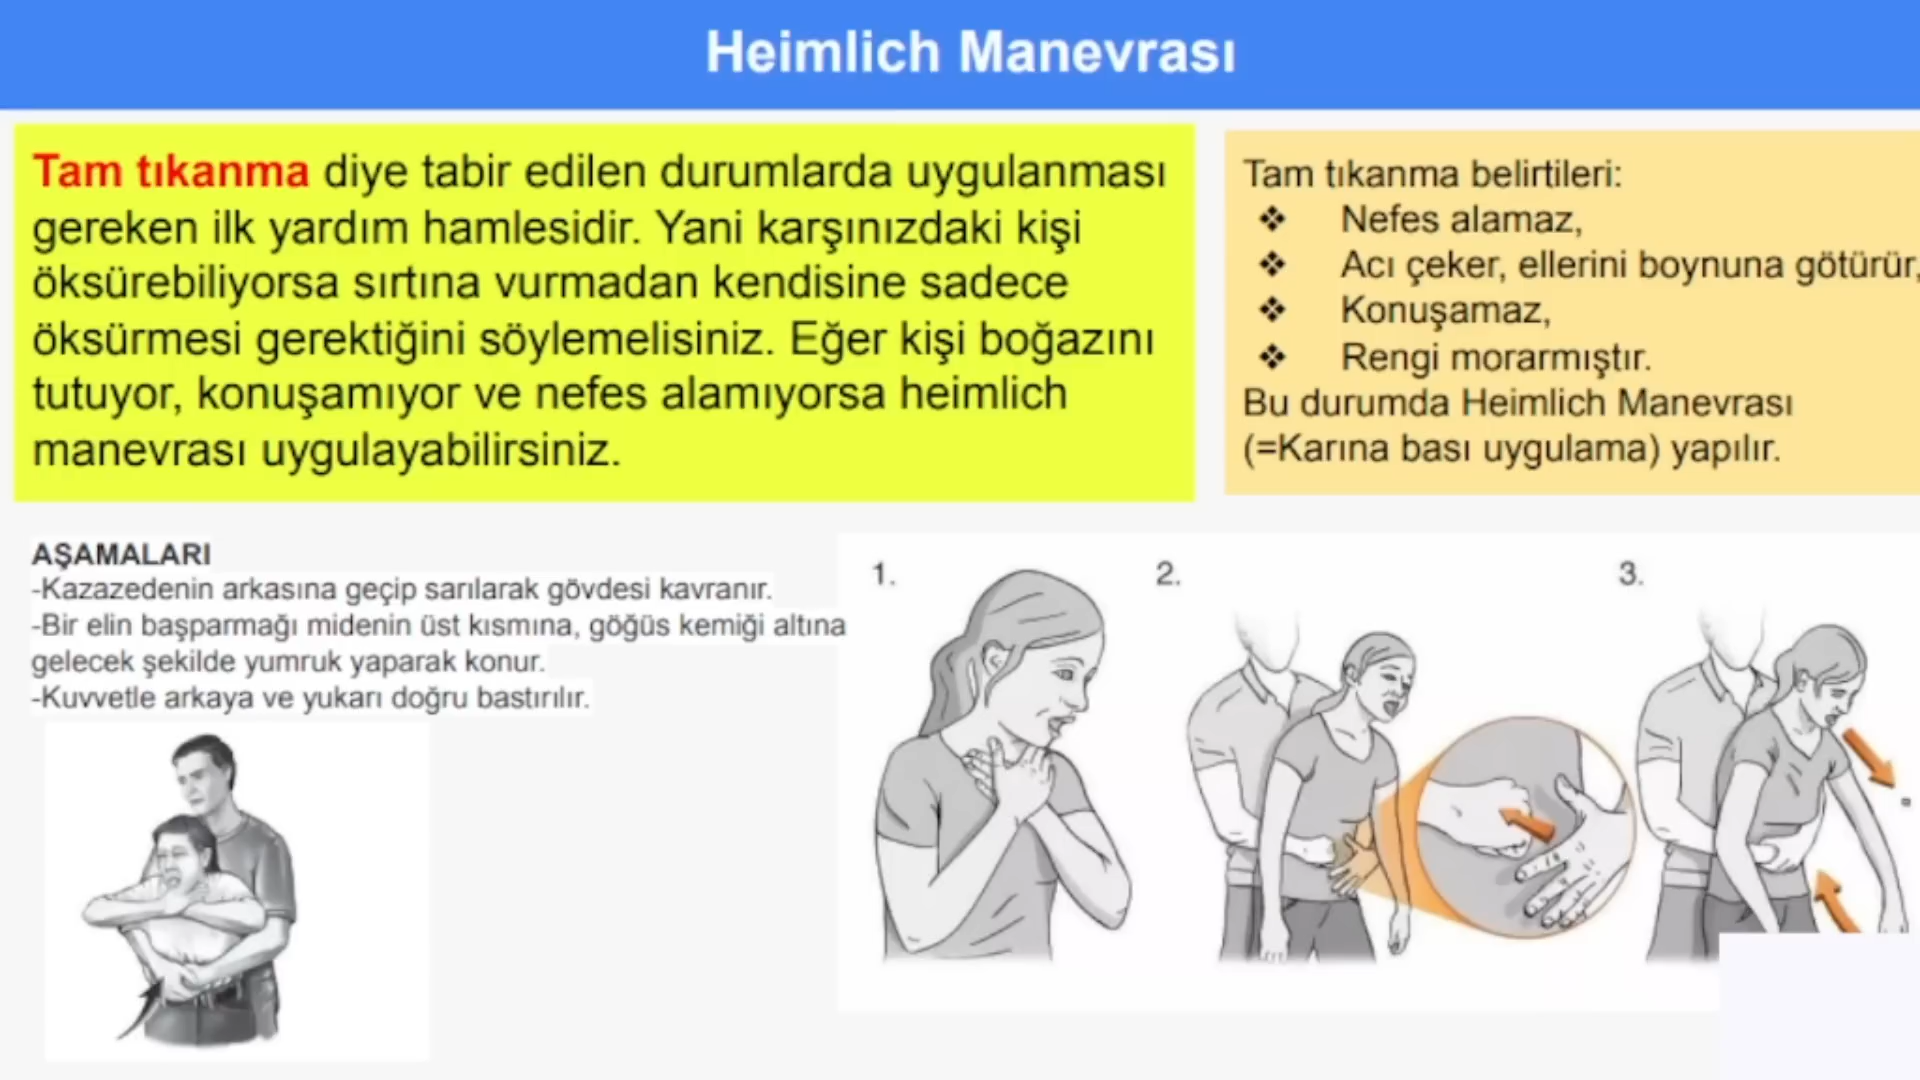 Heimlich Manevrası
Tam tıkanma diye tabir edilen durumlarda uygulanması
gereken ilk yardım hamlesidir. Yani karşınızdaki kişi
öksürebiliyorsa sırtına vurmadan kendisine sadece
öksürmesi gerektiğini söylemelisiniz. Eğer kişi boğazını
tutuyor, konuşamıyor ve nefes alamıyorsa heimlich
manevrası uygulayabilirsiniz.
Tam tıkanma belirtileri:
❖ Nefes alamaz,
❖ Acı çeker, ellerini boynuna götürür,
❖ Konuşamaz,
❖ Rengi morarmıştır.
Bu durumda Heimlich Manevrası
(=Karına bası uygulama) yapılır.
AŞAMALARI
-Kazazedenin arkasına geçip sarılarak gövdesi kavranır.
-Bir elin başparmağı midenin üst kısmına, göğüs kemiği altına
gelecek şekilde yumruk yaparak konur.
-Kuvvetle arkaya ve yukarı doğru bastırılır.
1.
2.
3.